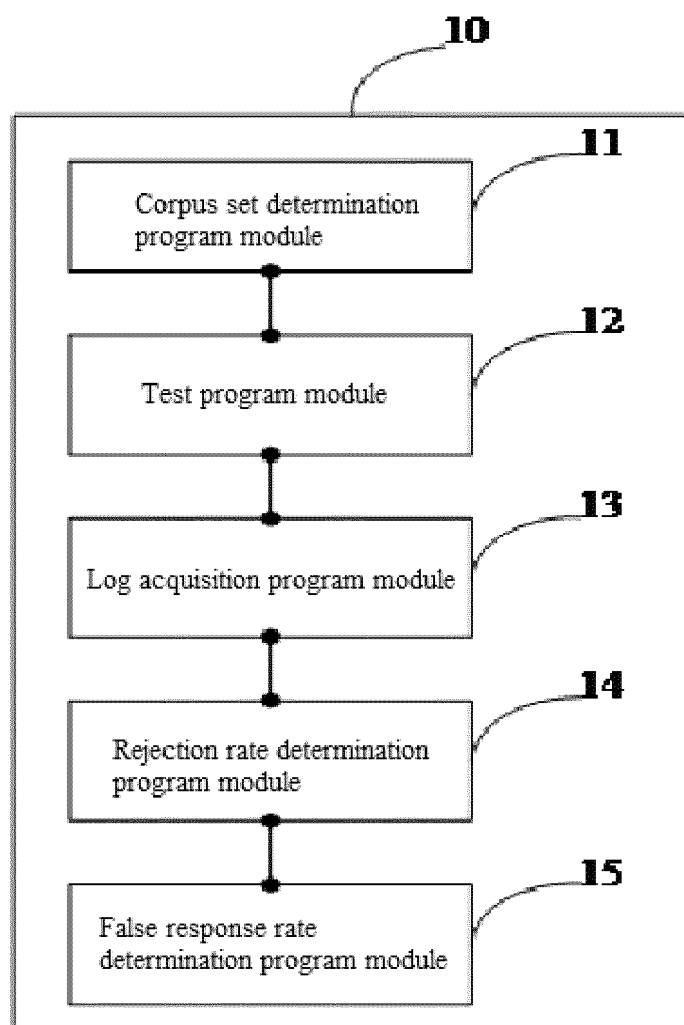 10
11
Corpus set determination
program module
12
Test program module
13
Log acquisition program module
14
Rejection rate determination
program module
15
False response rate
determination program module